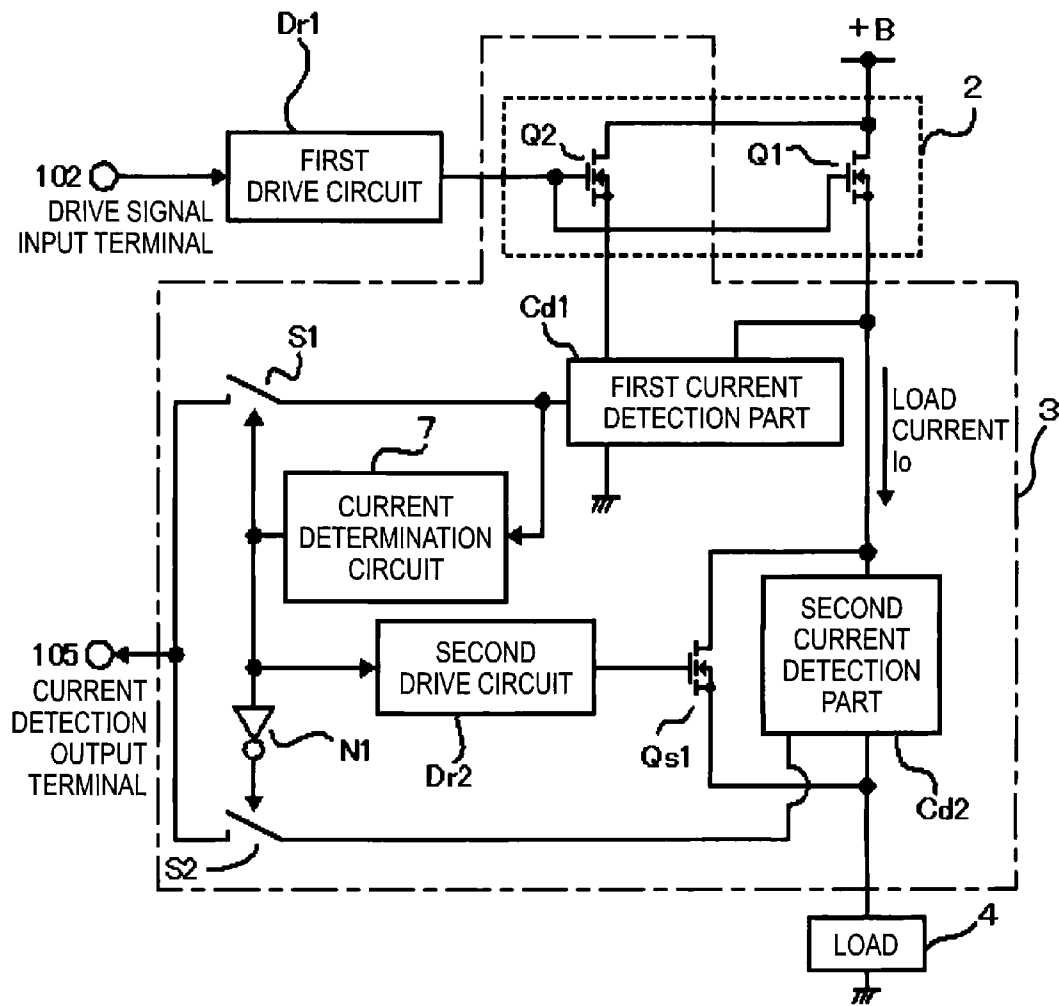 Dr1
+B
2
Q2
Q1
102
FIRST
DRIVE CIRCUIT
DRIVE SIGNAL
INPUT TERMINAL
Cd1
S1
FIRST CURRENT
DETECTION PART
LOAD
CURRENT
Io
3
7
CURRENT
DETERMINATION
CIRCUIT
SECOND
CURRENT
DETECTION
PART
105
SECOND
DRIVE CIRCUIT
CURRENT
DETECTION
OUTPUT
TERMINAL
N1
Dr2
Qs1
Cd2
S2
4
LOAD